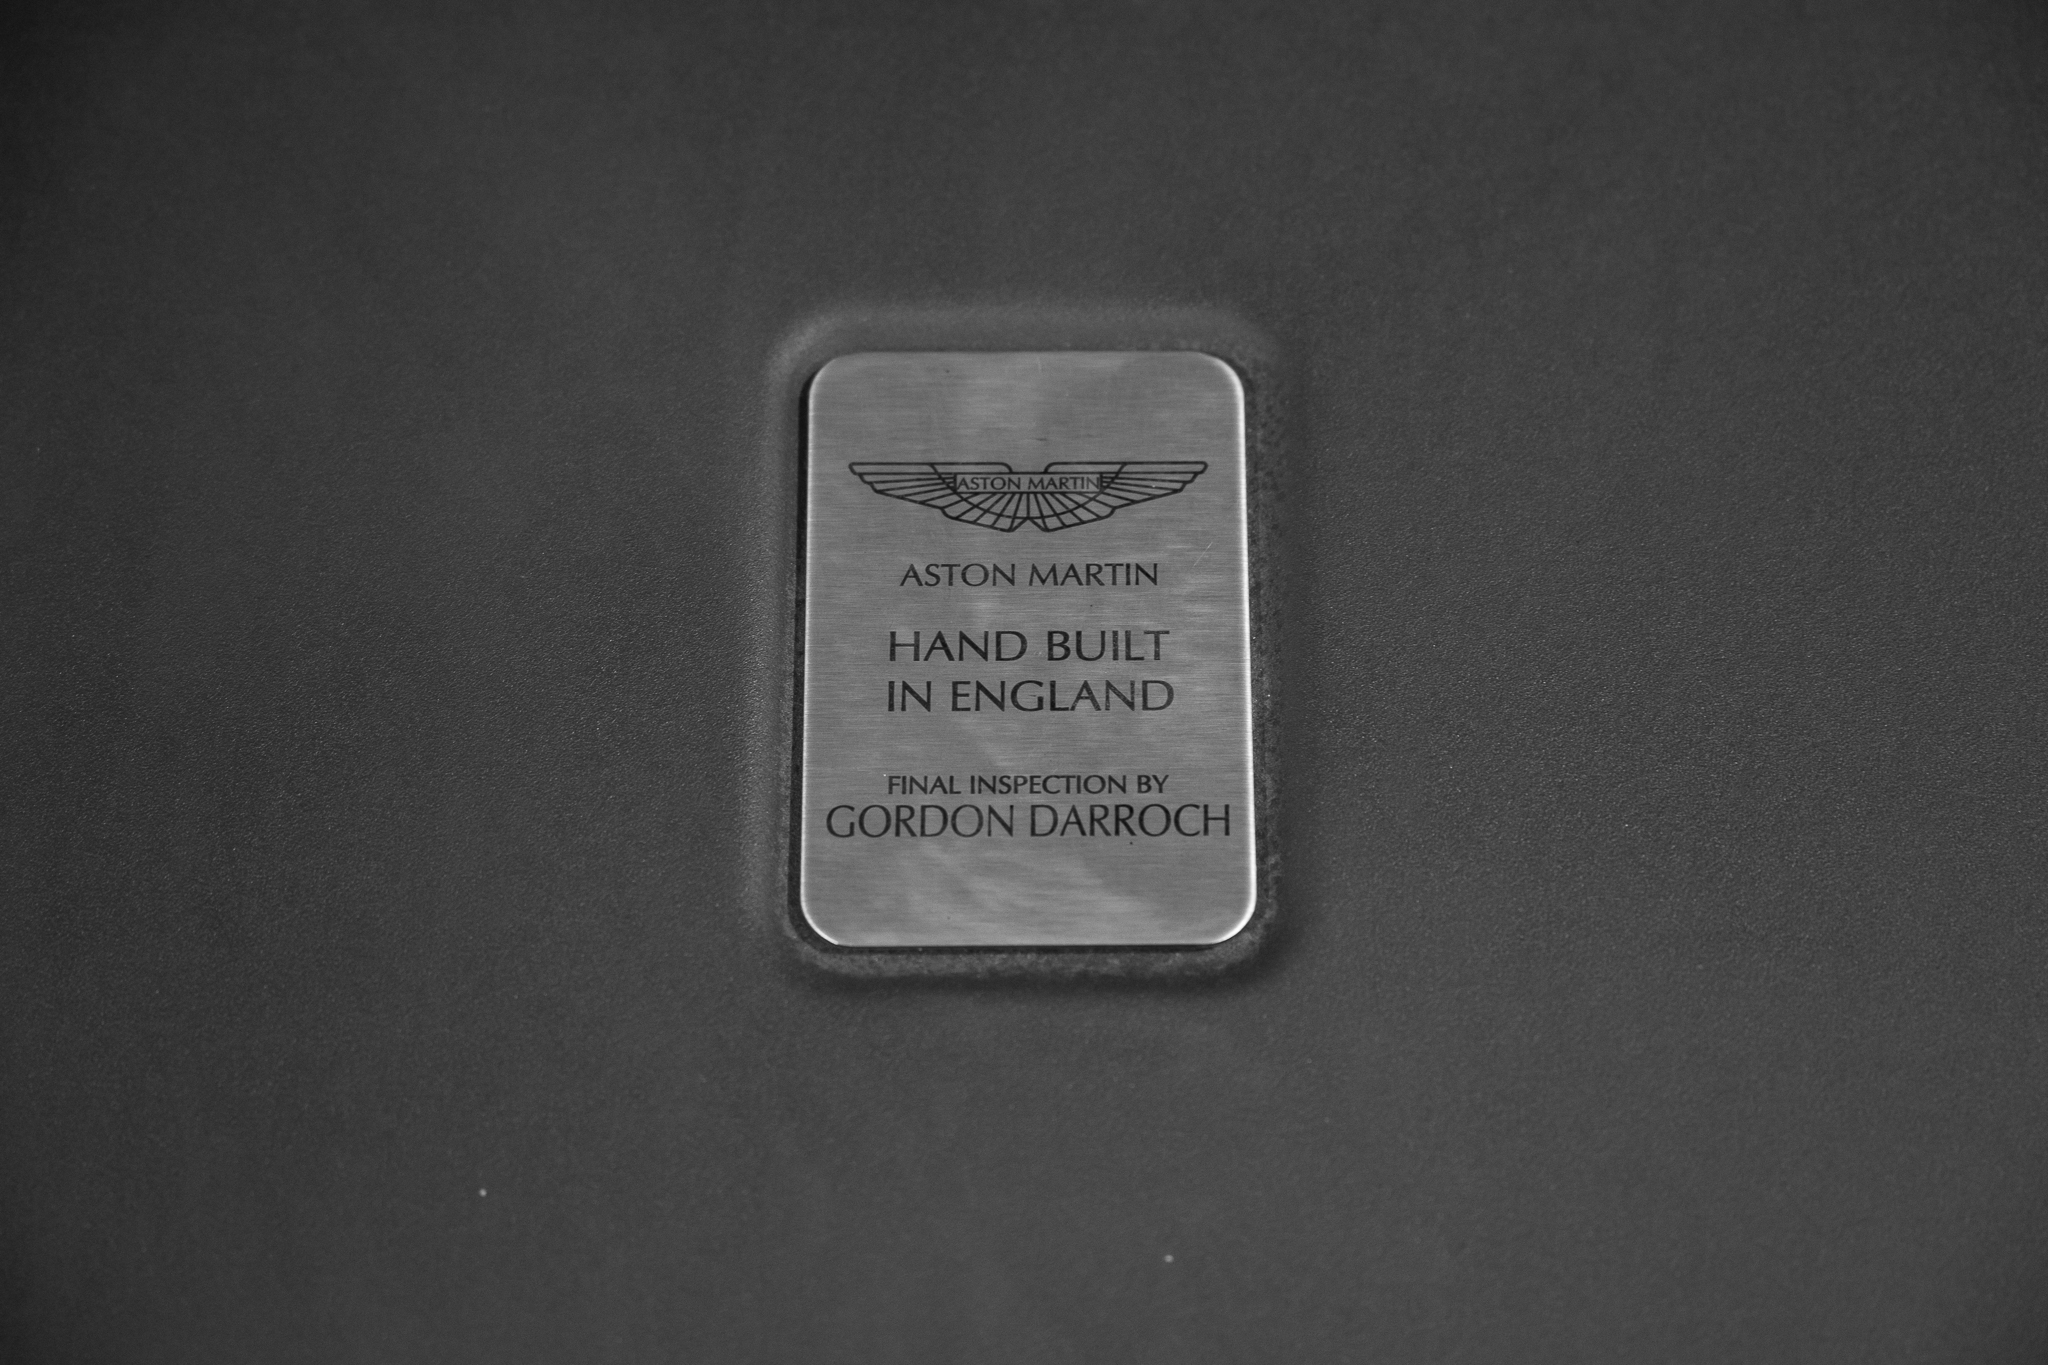 ASTON MARTIN
ASTON MARTIN
HAND BUILT
IN ENGLAND
FINAL INSPECTION BY
GORDON DARROCH